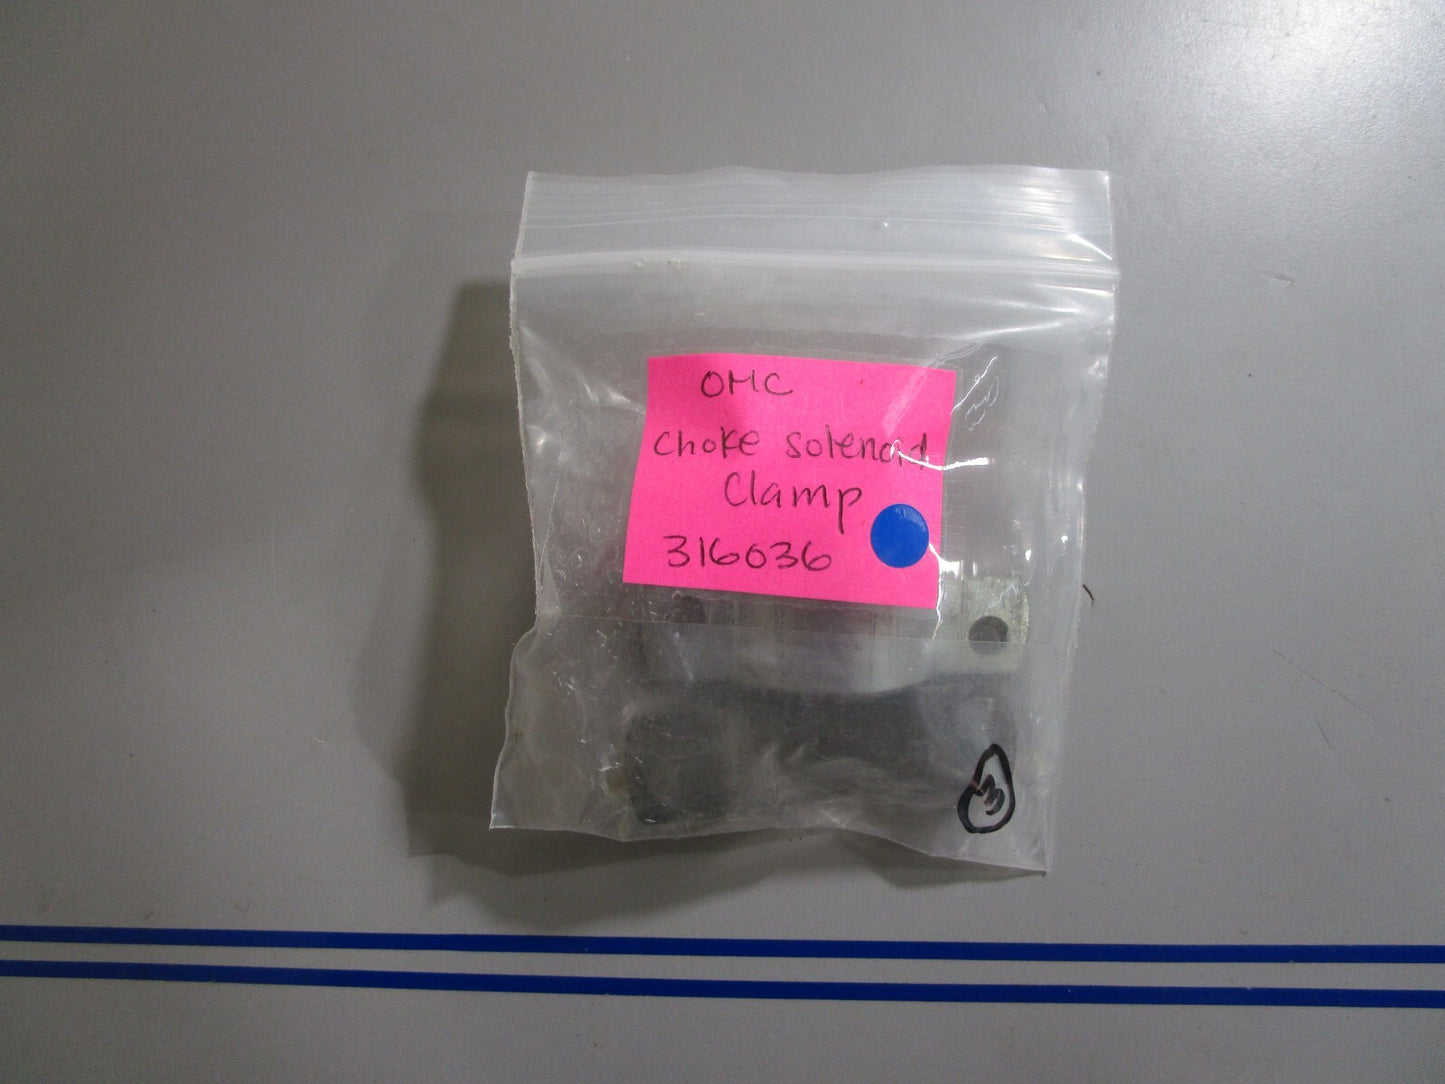 OMC
choke solenoid
Clamp
316036
3